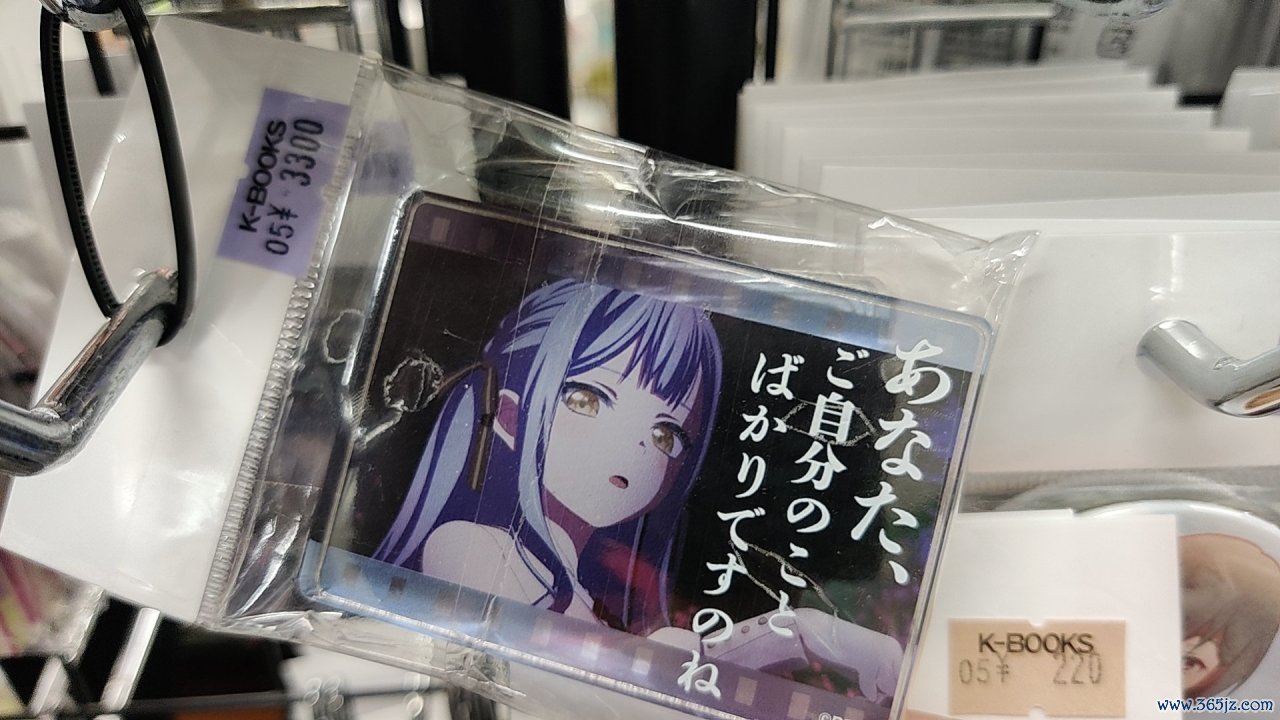 K-BOOKS
05¥ 3300
あなた、
ご自分のこと
ばかりですのね
K-BOOKS
05¥ 220
www.365jz.com